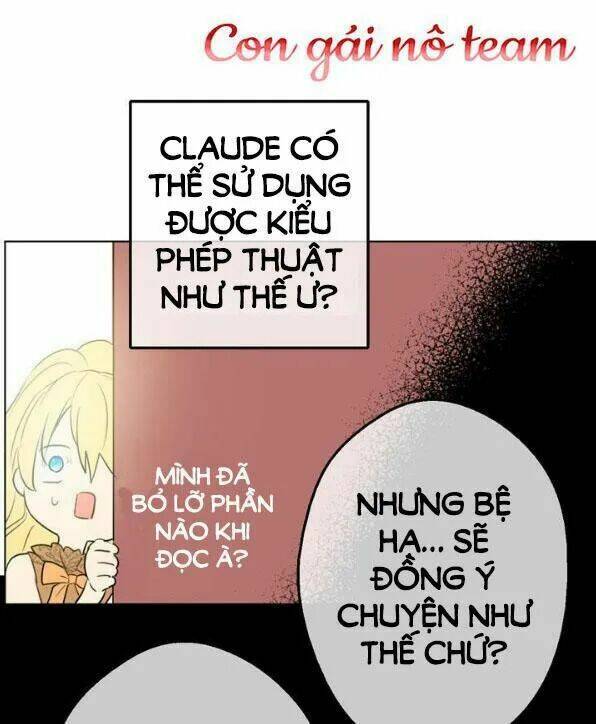 Con gái nô team
CLAUDE CÓ
THỂ SỬ DỤNG
ĐƯỢC KIỂU
PHÉP THUẬT
NHƯ THẾ Ư?
MÌNH ĐÃ
BỎ LỠ PHẦN
NÀO KHI
ĐỌC À?
NHƯNG BỆ
HẠ... SẼ
ĐỒNG Ý
CHUYỆN NHƯ
THẾ CHỨ?